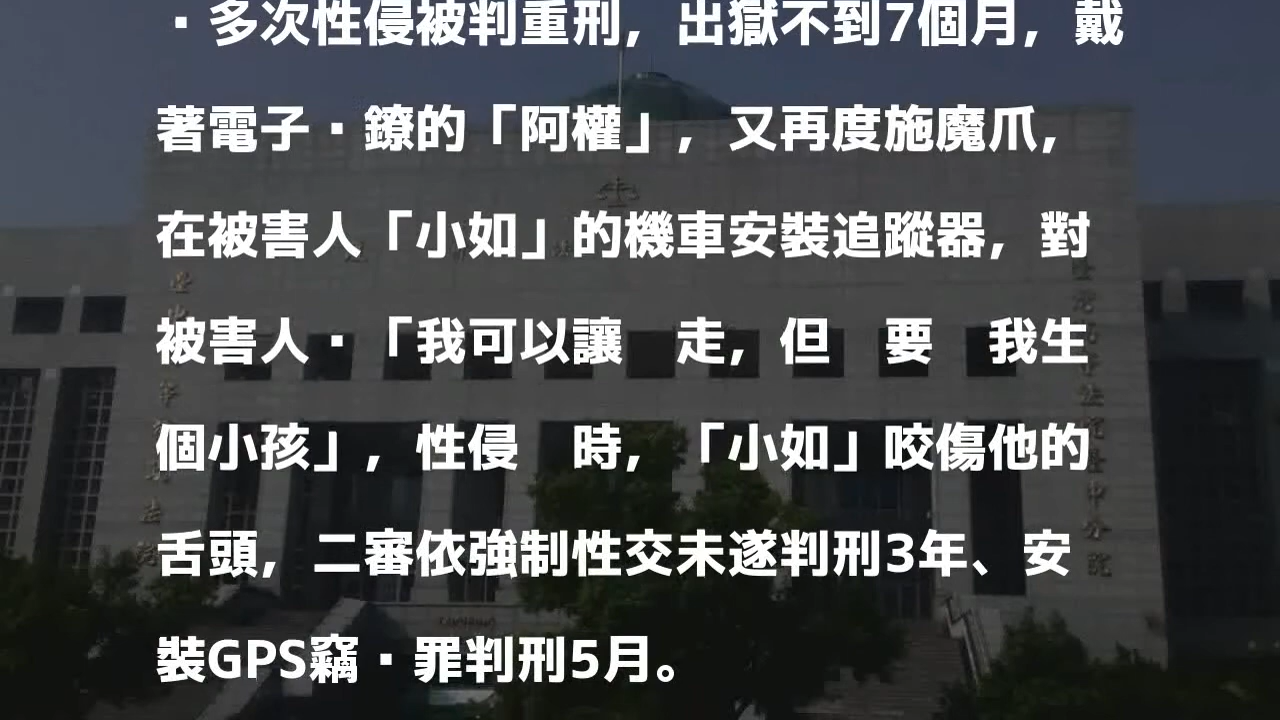 ▪多次性侵被判重刑，出獄不到7個月，戴
著電子▪鐐的「阿權」，又再度施魔爪，
在被害人「小如」的機車安裝追蹤器，對
被害人▪「我可以讓　走，但　要　我生
個小孩」，性侵　時，「小如」咬傷他的
舌頭，二審依強制性交未遂判刑3年、安
裝GPS竊▪罪判刑5月。